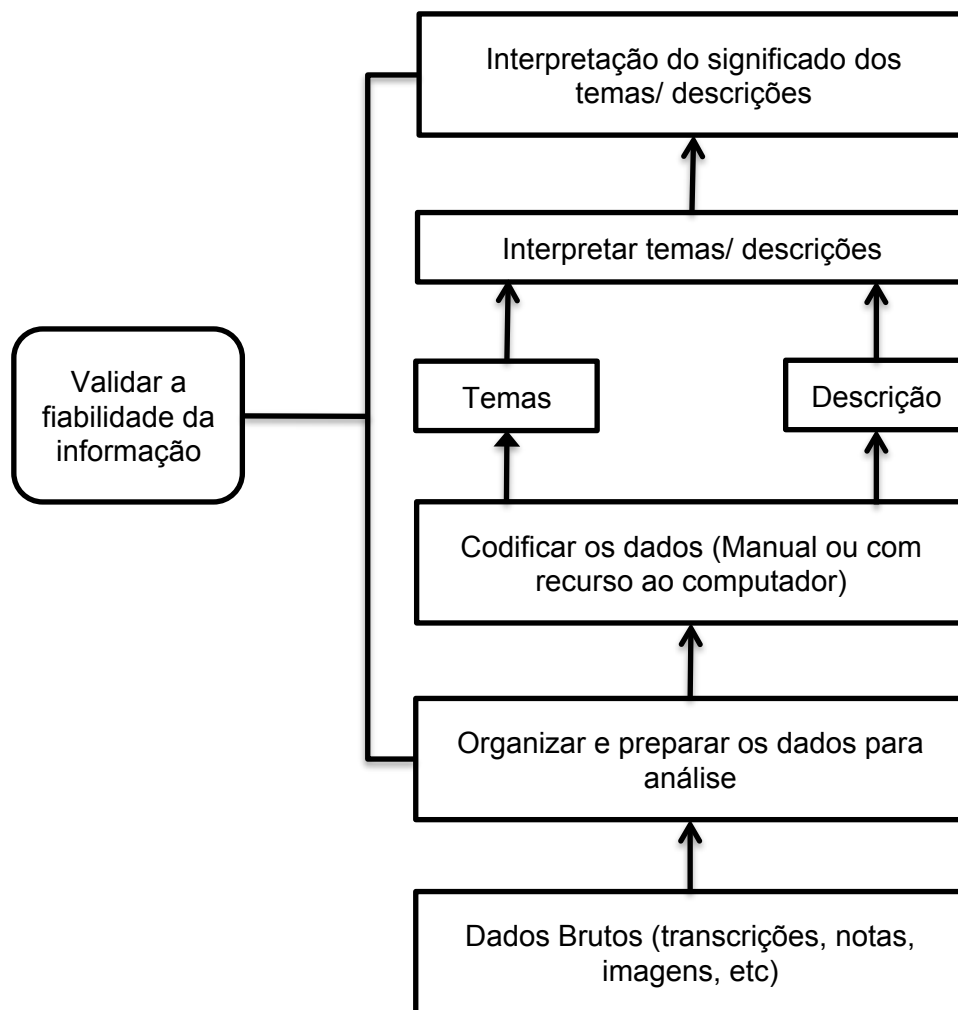 Interpretação do significado dos
temas/ descrições
Interpretar temas/ descrições
Validar a
fiabilidade da
informação
Temas
Descrição
Codificar os dados (Manual ou com
recurso ao computador)
Organizar e preparar os dados para
análise
Dados Brutos (transcrições, notas,
imagens, etc)